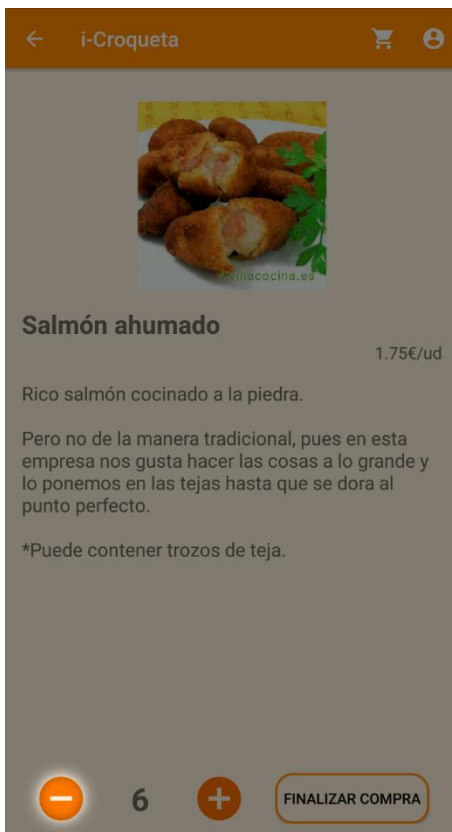 i-Croqueta
Salmón ahumado
1.75€/ud
Rico salmón cocinado a la piedra.
Pero no de la manera tradicional, pues en esta
empresa nos gusta hacer las cosas a lo grande y
lo ponemos en las tejas hasta que se dora al
punto perfecto.
*Puede contener trozos de teja.
6
FINALIZAR COMPRA